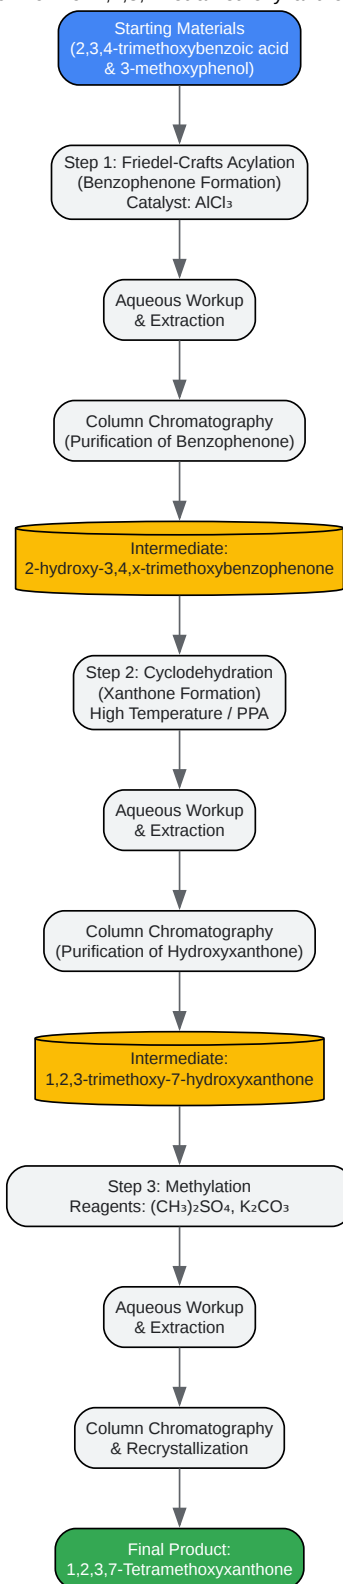 Starting Materials
(2,3,4-trimethoxybenzoic acid
& 3-methoxyphenol)
Step 1: Friedel-Crafts Acylation
(Benzophenone Formation)
Catalyst: AlCl₃
Aqueous Workup
& Extraction
Column Chromatography
(Purification of Benzophenone)
Intermediate:
2-hydroxy-3,4,x-trimethoxybenzophenone
Step 2: Cyclodehydration
(Xanthone Formation)
High Temperature / PPA
Aqueous Workup
& Extraction
Column Chromatography
(Purification of Hydroxyxanthone)
Intermediate:
1,2,3-trimethoxy-7-hydroxyxanthone
Step 3: Methylation
Reagents: (CH₃)₂SO₄, K₂CO₃
Aqueous Workup
& Extraction
Column Chromatography
& Recrystallization
Final Product:
1,2,3,7-Tetramethoxyxanthone